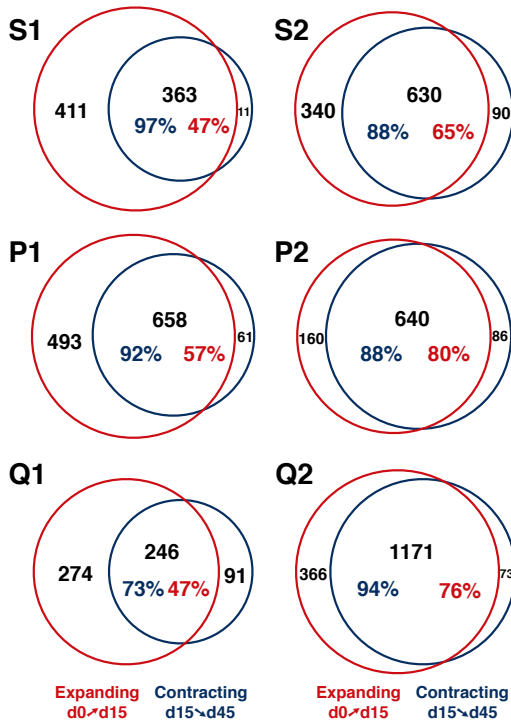 S1
411
363
11
97% 47%
S2
340
630
90
88% 65%
P1
493
658
61
92% 57%
P2
160
640
86
88% 80%
Q1
274
246
91
73% 47%
Q2
366
1171
73
94% 76%
Expanding Contracting
d0➚d15 d15➘d45
Expanding Contracting
d0➚d15 d15➘d45